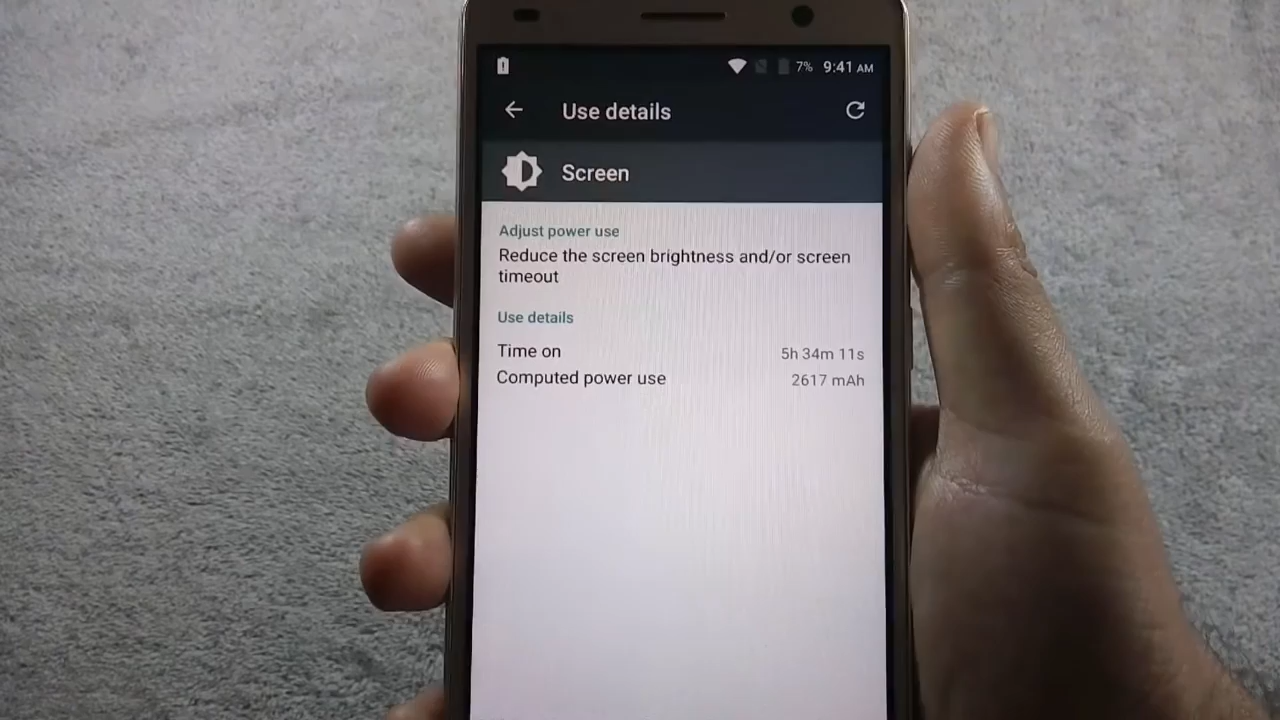 7% 9:41 AM
Use details
Screen
Adjust power use
Reduce the screen brightness and/or screen
timeout
Use details
Time on 5h 34m 11s
Computed power use 2617 mAh